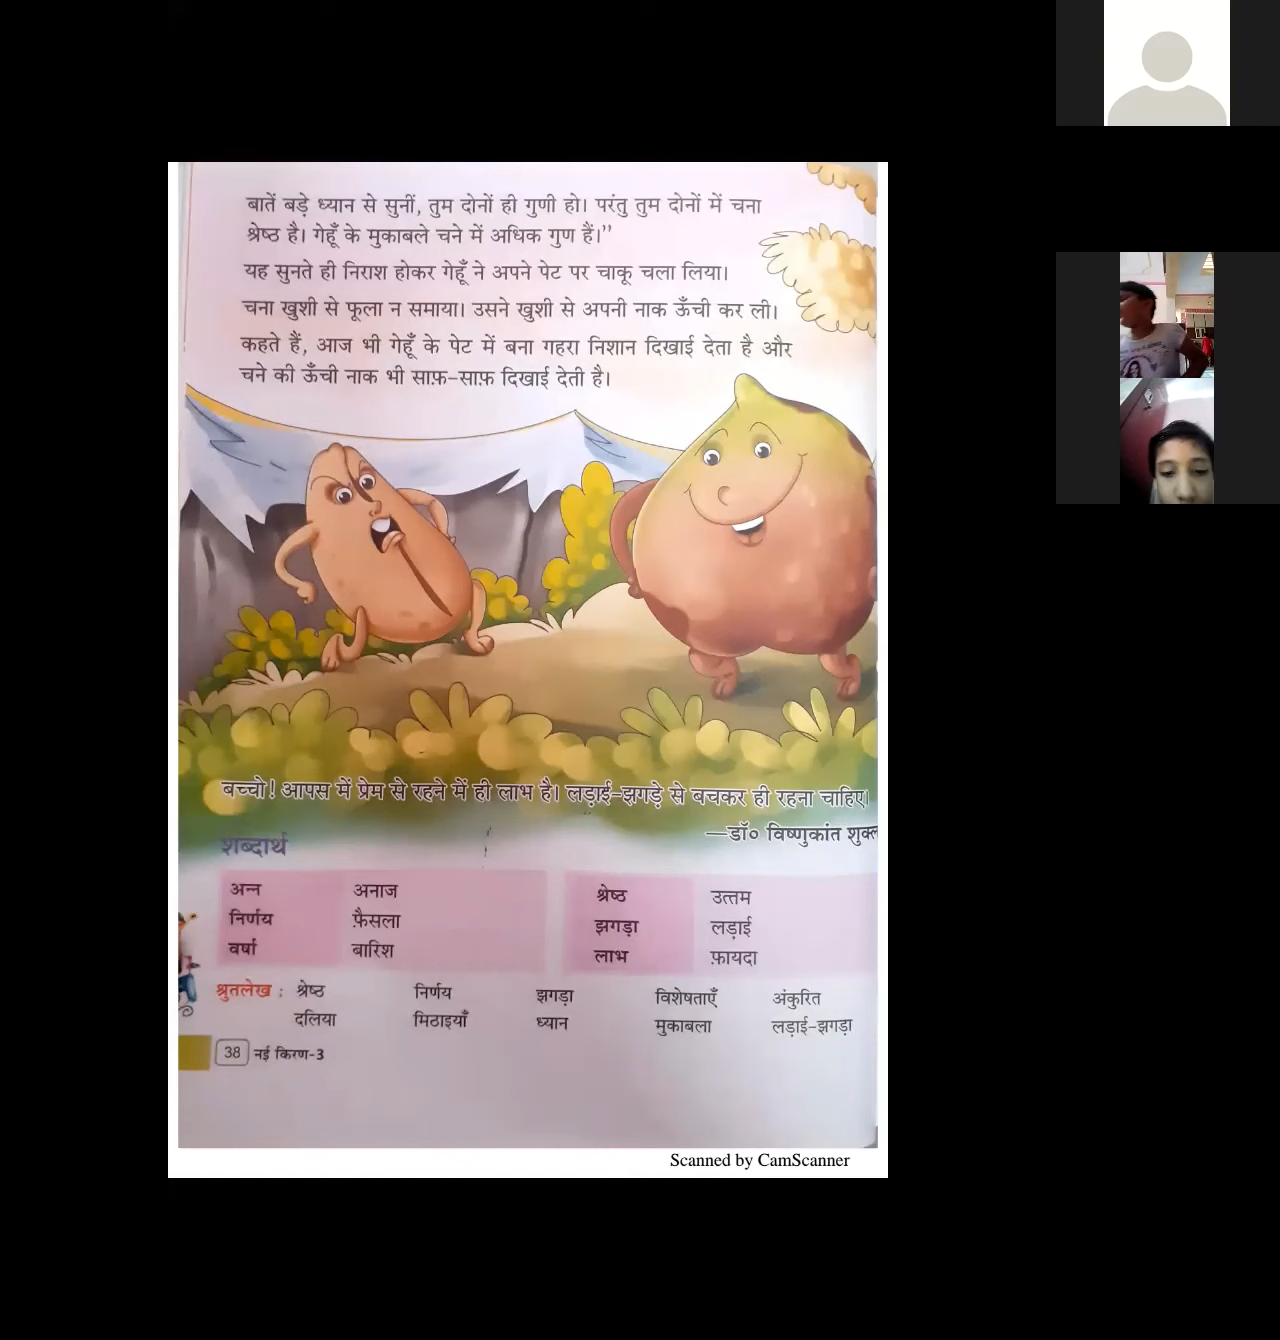 बातें बड़े ध्यान से सुनीं, तुम दोनों ही गुणी हो। परंतु तुम दोनों में चना
श्रेष्ठ है। गेहूँ के मुकाबले चने में अधिक गुण हैं।”
यह सुनते ही निराश होकर गेहूँ ने अपने पेट पर चाकू चला लिया।
चना खुशी से फूला न समाया। उसने खुशी से अपनी नाक ऊँची कर ली।
कहते हैं, आज भी गेहूँ के पेट में बना गहरा निशान दिखाई देता है और
चने की ऊँची नाक भी साफ़-साफ़ दिखाई देती है।
बच्चो! आपस में प्रेम से रहने में ही लाभ है। लड़ाई-झगड़े से बचकर ही रहना चाहिए।
—डॉ० विष्णुकांत
शब्दार्थ
अन्न अनाज श्रेष्ठ उत्तम
निर्णय फ़ैसला झगड़ा लड़ाई
वर्षा बारिश लाभ फ़ायदा
श्रुतलेख : श्रेष्ठ निर्णय झगड़ा विशेषताएँ अंकुरित
दलिया मिठाइयाँ ध्यान मुकाबला लड़ाई-झगड़ा
38 नई किरण-3
Scanned by CamScanner